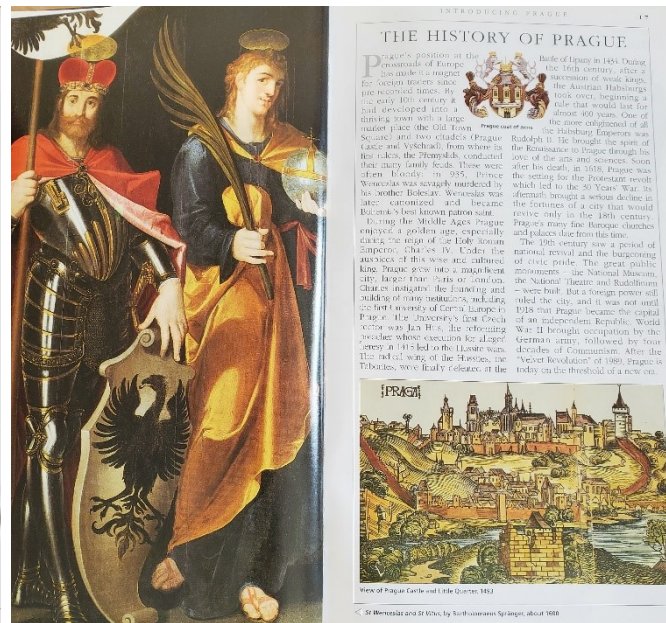 INTRODUCING PRAGUE
17
THE HISTORY OF PRAGUE
Prague's position at the
crossroads of Europe
has made it a magnet
for foreign traders since
pre-recorded times. By
the early 10th century it
had developed into a
thriving town with a large
market place (the Old Town
Square) and two citadels (Prague
Castle and Vyšehrad), from where its
first rulers, the Přemyslids, conducted
their many family feuds. These were
often bloody: in 935, Prince
Wenceslas was savagely murdered by
his brother Boleslav. Wenceslas was
later canonized and became
Bohemia's best known patron saint.
During the Middle Ages Prague
enjoyed a golden age, especially
during the reign of the Holy Roman
Emperor, Charles IV. Under the
auspices of this wise and cultured
king, Prague grew into a magnificent
city, larger than Paris or London.
Charles instigated the founding and
building of many institutions, including
the first University of Central Europe in
Prague. The University's first Czech
rector was Jan Hus, the reforming
preacher whose execution for alleged
heresy in 1415 led to the Hussite wars.
The radical wing of the Hussites, the
Taborites, were finally defeated at the
Prague coat of arms
Battle of Lipany in 1434. During
the 16th century, after a
succession of weak kings,
the Austrian Habsburgs
took over, beginning a
rule that would last for
almost 400 years. One of
the more enlightened of all
the Habsburg Emperors was
Rudolph II. He brought the spirit of
the Renaissance to Prague through his
love of the arts and sciences. Soon
after his death, in 1618, Prague was
the setting for the Protestant revolt
which led to the 30 Years' War. Its
aftermath brought a serious decline in
the fortunes of a city that would
revive only in the 18th century.
Prague's many fine Baroque churches
and palaces date from this time.
The 19th century saw a period of
national revival and the burgeoning
of civic pride. The great public
monuments – the National Museum,
the National Theatre and Rudolfinum
– were built. But a foreign power still
ruled the city, and it was not until
1918 that Prague became the capital
of an independent Republic. World
War II brought occupation by the
German army, followed by four
decades of Communism. After the
"Velvet Revolution" of 1989, Prague is
today on the threshold of a new era.
PRAGA
View of Prague Castle and Little Quarter, 1493
St Wenceslas and St Vitus, by Bartholomaeus Spranger, about 1600